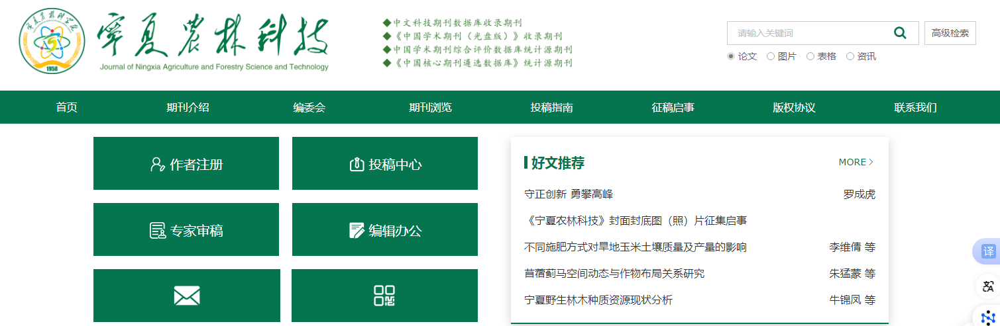 宁夏农林科学院
1958
宁夏农林科技
Journal of Ningxia Agriculture and Forestry Science and Technology
◆中文科技期刊数据库收录期刊
◆《中国学术期刊（光盘版）》收录期刊
◆中国学术期刊综合评价数据库统计源期刊
◆《中国核心期刊遴选数据库》统计源期刊
请输入关键词
高级检索
论文 图片 表格 资讯
首页 期刊介绍 编委会 期刊浏览 投稿指南 征稿启事 版权协议 联系我们
作者注册 投稿中心
专家审稿 编辑办公
好文推荐 MORE
守正创新 勇攀高峰 罗成虎
《宁夏农林科技》封面封底图（照）片征集启事
不同施肥方式对旱地玉米土壤质量及产量的影响 李维倩 等
苜蓿蓟马空间动态与作物布局关系研究 朱猛蒙 等
宁夏野生林木种质资源现状分析 牛锦凤 等
译
文A